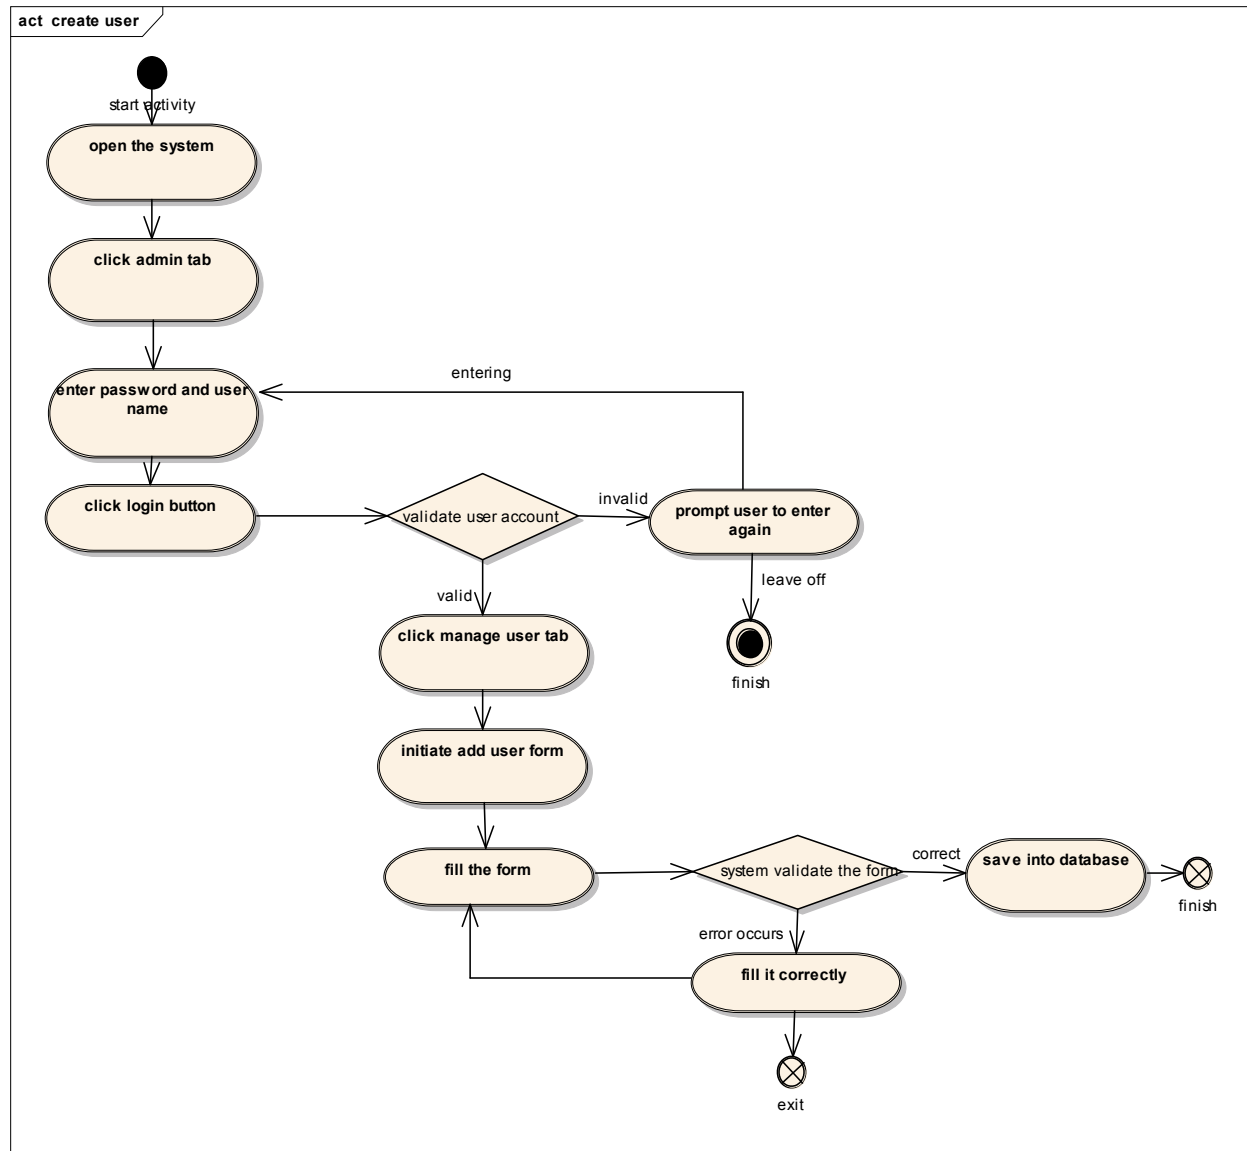 act create user
start activity
open the system
click admin tab
enter password and user
name
entering
click login button
validate user account
invalid
prompt user to enter
again
leave off
finish
valid
click manage user tab
initiate add user form
fill the form
system validate the form
correct
save into database
finish
error occurs
fill it correctly
exit